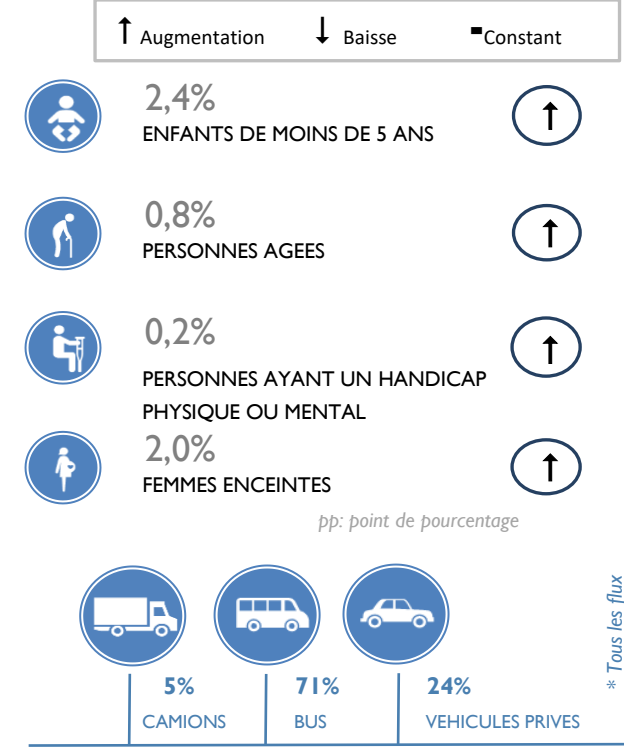 ↑ Augmentation ↓ Baisse ▬Constant
2,4%
ENFANTS DE MOINS DE 5 ANS
↑
0,8%
PERSONNES AGEES
↑
0,2%
PERSONNES AYANT UN HANDICAP
PHYSIQUE OU MENTAL
↑
2,0%
FEMMES ENCEINTES
↑
pp: point de pourcentage
5% 71% 24%
CAMIONS BUS VEHICULES PRIVES
* Tous les flux